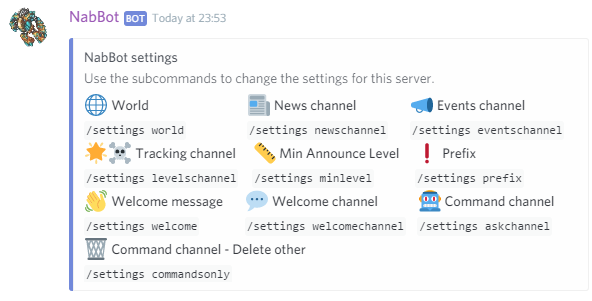 NabBot BOT Today at 23:53
NabBot settings
Use the subcommands to change the settings for this server.
World News channel Events channel
/settings world /settings newschannel /settings eventschannel
Tracking channel Min Announce Level Prefix
/settings levelschannel /settings minlevel /settings prefix
Welcome message Welcome channel Command channel
/settings welcome /settings welcomechannel /settings askchannel
Command channel - Delete other
/settings commandsonly